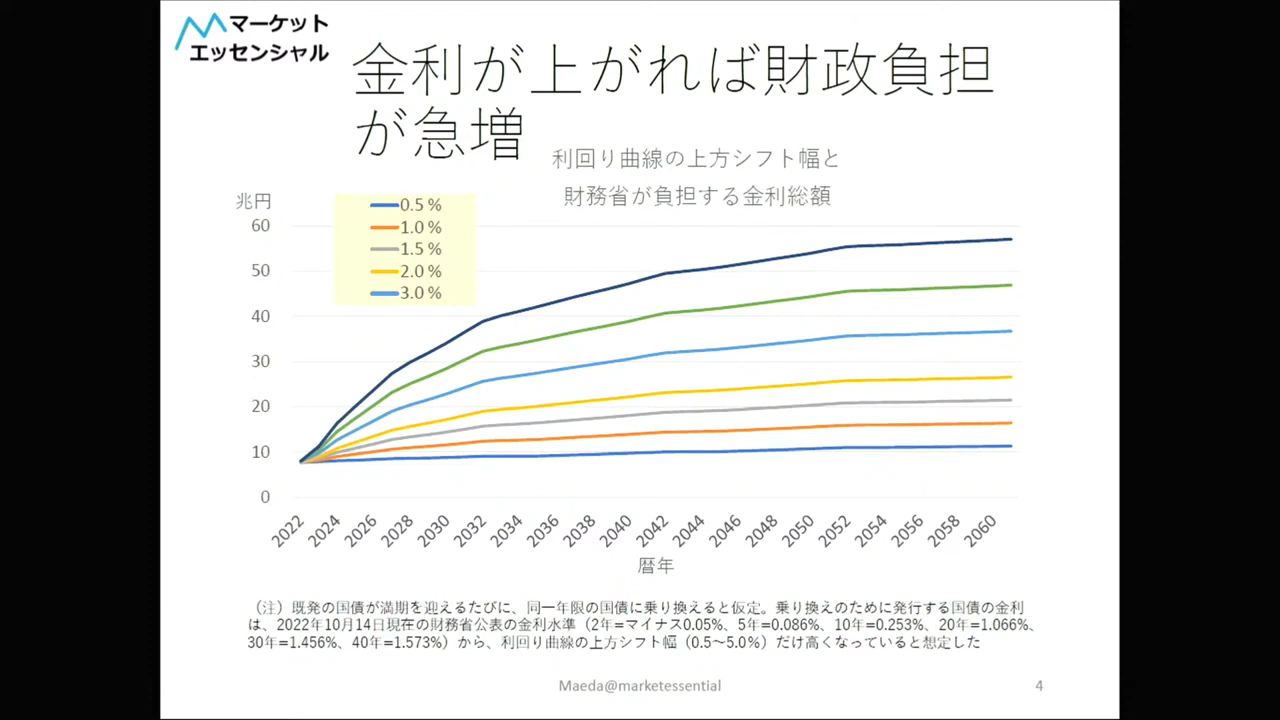 マーケット
エッセンシャル
金利が上がれば財政負担
が急増
利回り曲線の上方シフト幅と
財務省が負担する金利総額
兆円
0.5 %
1.0 %
1.5 %
2.0 %
3.0 %
60
50
40
30
20
10
0
2022
2024
2026
2028
2030
2032
2034
2036
2038
2040
2042
2044
2046
2048
2050
2052
2054
2056
2058
2060
暦年
（注）既発の国債が満期を迎えるたびに、同一年限の国債に乗り換えると仮定。乗り換えのために発行する国債の金利
は、2022年10月14日現在の財務省公表の金利水準（2年=マイナス0.05%、5年=0.086%、10年=0.253%、20年=1.066%、
30年=1.456%、40年=1.573%）から、利回り曲線の上方シフト幅（0.5～5.0%）だけ高くなっていると想定した
Maeda@marketessential
4